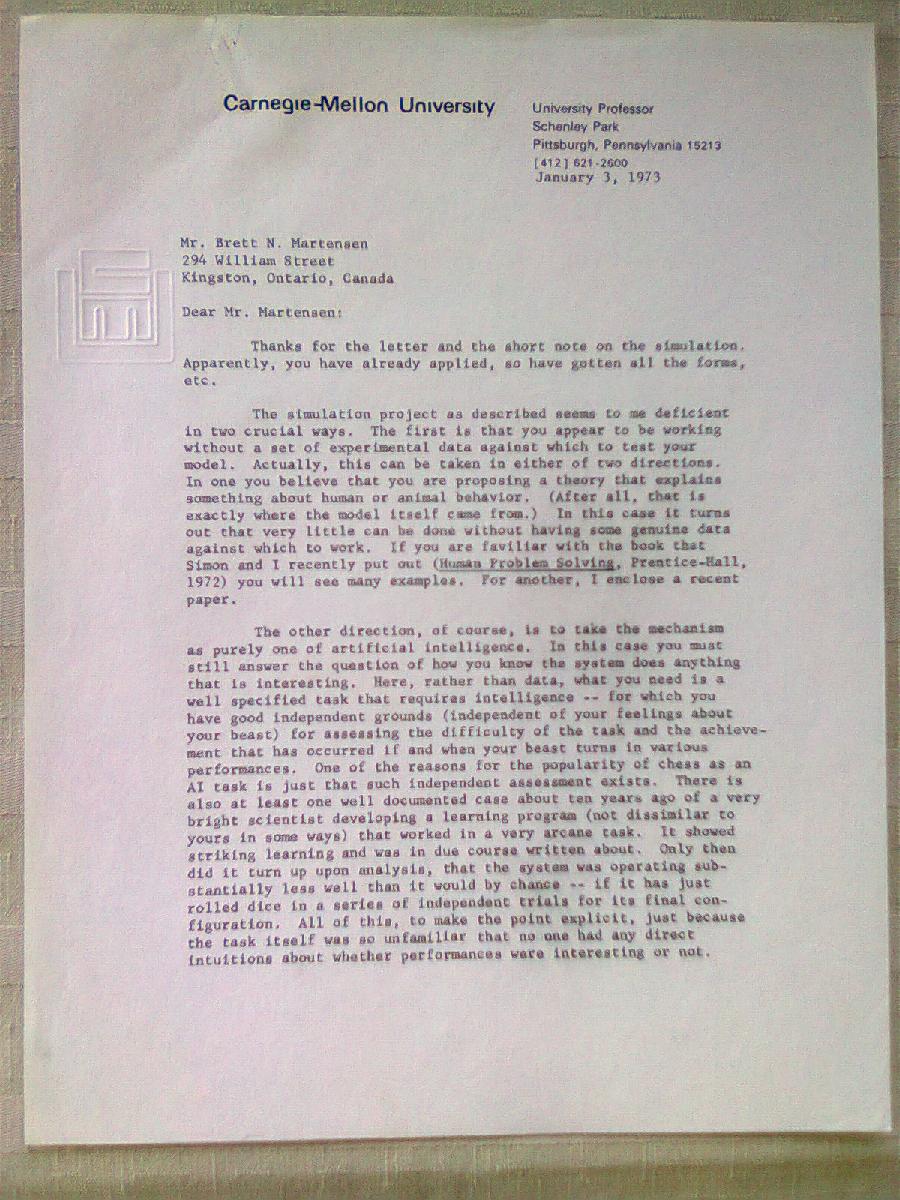 Carnegie-Mellon University
University Professor
Schenley Park
Pittsburgh, Pennsylvania 15213
[412] 621-2600
January 3, 1973
Mr. Brett N. Martensen
294 William Street
Kingston, Ontario, Canada
Dear Mr. Martensen:
Thanks for the letter and the short note on the simulation.
Apparently, you have already applied, so have gotten all the forms,
etc.
The simulation project as described seems to me deficient
in two crucial ways. The first is that you appear to be working
without a set of experimental data against which to test your
model. Actually, this can be taken in either of two directions.
In one you believe that you are proposing a theory that explains
something about human or animal behavior. (After all, that is
exactly where the model itself came from.) In this case it turns
out that very little can be done without having some genuine data
against which to work. If you are faviliar with the book that
Simon and I recently put out (Human Problem Solving, Prentice-Hall,
1972) you will see many examples. For another, I enclose a recent
paper.
The other direction, of course, is to take the mechanism
as purely one of artificial intelligence. In this case you must
still answer the question of how you know the system does anything
that is interesting. Here, rather than data, what you need is a
well specified task that requires intelligence -- for which you
have good independent grounds (independent of your feelings about
your beast) for assessing the difficulty of the task and the achieve-
ment that has occurred if and when your beast turns in various
performances. One of the reasons for the popularity of chess as an
AI task is just that such independent assessment exists. There is
also at least one well documented case about ten years ago of a very
bright scientist developing a learning program (not dissimilar to
yours in some ways) that worked in a very arcane task. It showed
striking learning and was in due course written about. Only then
did it turn up upon analysis, that the system was operating sub-
stantially less well than it would by chance -- if it has just
rolled dice in a series of independent trials for its final con-
figuration. All of this, to make the point explicit, just because
the task itself was so unfamiliar that no one had any direct
intuitions about whether performances were interesting or not.